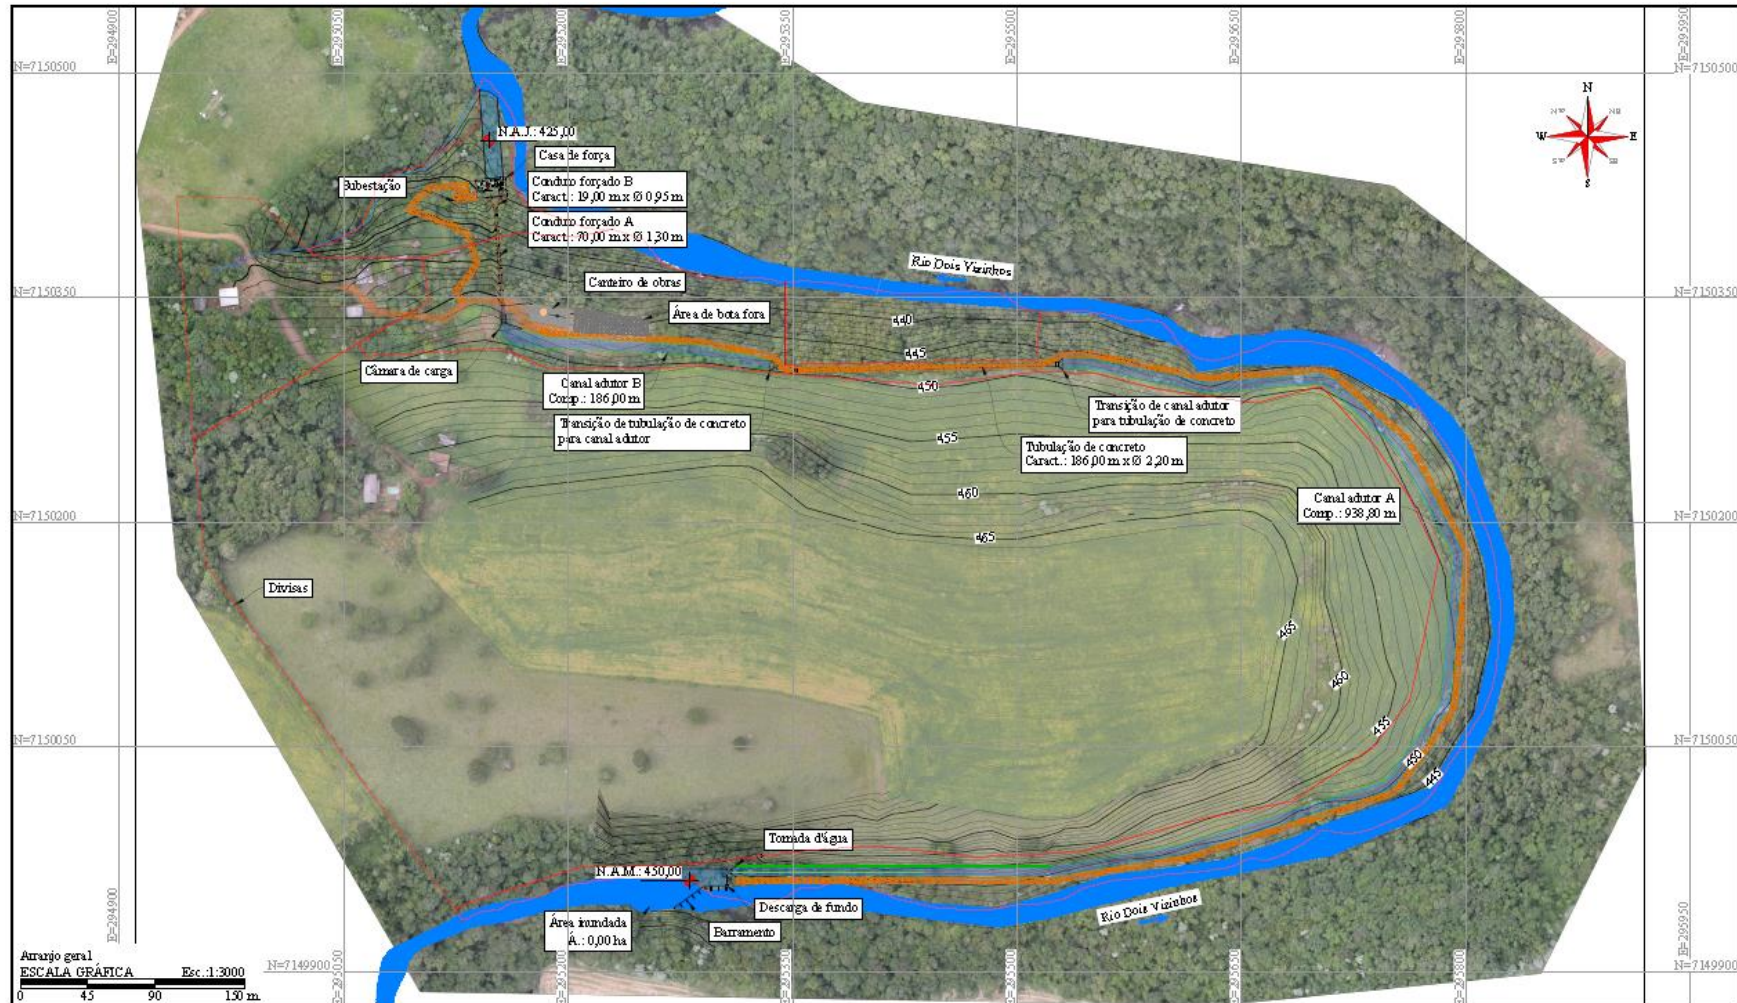 E=294900
E=295050
E=295200
E=295350
E=295500
E=295650
E=295800
E=295950
N=7150500
N=7150500
N
NW
NE
W
E
SW
SE
S
N.A.J.: 425,00
Casa de força
Subestação
Conduto forçado B
Caract.: 19,00 m x Ø 0,95 m
Conduto forçado A
Caract.: 70,00 m x Ø 1,30 m
Rio Dois Vizinhos
Canteiro de obras
N=7150350
N=7150350
Área de bota fora
440
445
450
Câmara de carga
Canal adutor B
Comp.: 186,00 m
Transição de tubulação de concreto
para canal adutor
Transição de canal adutor
para tubulação de concreto
455
Tubulação de concreto
Caract.: 186,00 m x Ø 2,20 m
460
Canal adutor A
Comp.: 938,80 m
N=7150200
N=7150200
465
Divisas
465
460
455
N=7150050
N=7150050
450
445
Tomada d'água
N.A.M.: 450,00
Descarga de fundo
Rio Dois Vizinhos
Área inundada
Á.: 0,00 ha
Barramento
E=294900
E=295950
Arranjo geral
ESCALA GRÁFICA Esc.:1:3000
0 45 90 150 m
N=7149900
N=7149900
E=295050
E=295200
E=295350
E=295500
E=295650
E=295800